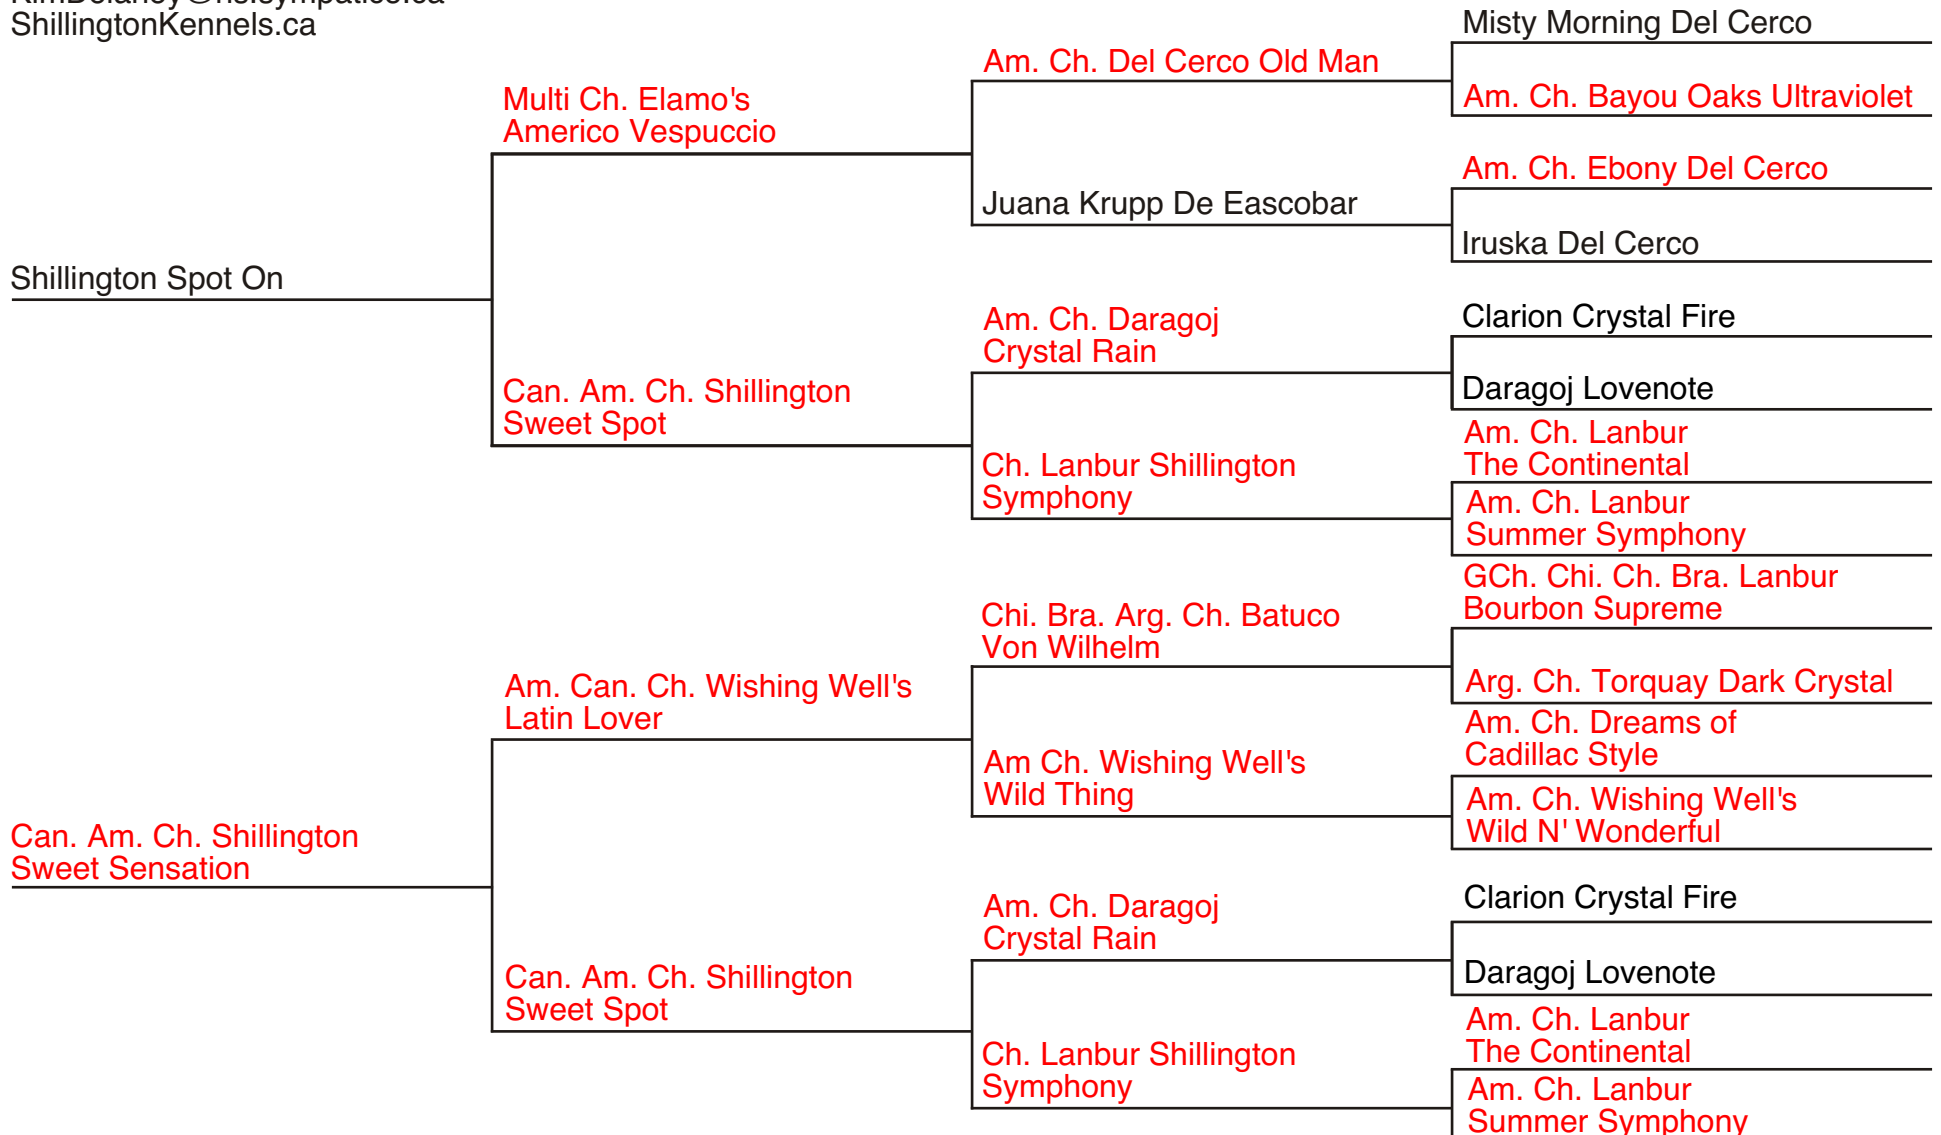 ShillingtonKennels.ca
Misty Morning Del Cerco
Am. Ch. Del Cerco Old Man
Am. Ch. Bayou Oaks Ultraviolet
Multi Ch. Elamo's
Americo Vespuccio
Am. Ch. Ebony Del Cerco
Juana Krupp De Eascobar
Iruska Del Cerco
Shillington Spot On
Clarion Crystal Fire
Am. Ch. Daragoj
Crystal Rain
Daragoj Lovenote
Can. Am. Ch. Shillington
Sweet Spot
Am. Ch. Lanbur
The Continental
Ch. Lanbur Shillington
Symphony
Am. Ch. Lanbur
Summer Symphony
GCh. Chi. Ch. Bra. Lanbur
Bourbon Supreme
Chi. Bra. Arg. Ch. Batuco
Von Wilhelm
Arg. Ch. Torquay Dark Crystal
Am. Can. Ch. Wishing Well's
Latin Lover
Am. Ch. Dreams of
Cadillac Style
Am Ch. Wishing Well's
Wild Thing
Am. Ch. Wishing Well's
Wild N' Wonderful
Can. Am. Ch. Shillington
Sweet Sensation
Clarion Crystal Fire
Am. Ch. Daragoj
Crystal Rain
Daragoj Lovenote
Can. Am. Ch. Shillington
Sweet Spot
Am. Ch. Lanbur
The Continental
Ch. Lanbur Shillington
Symphony
Am. Ch. Lanbur
Summer Symphony